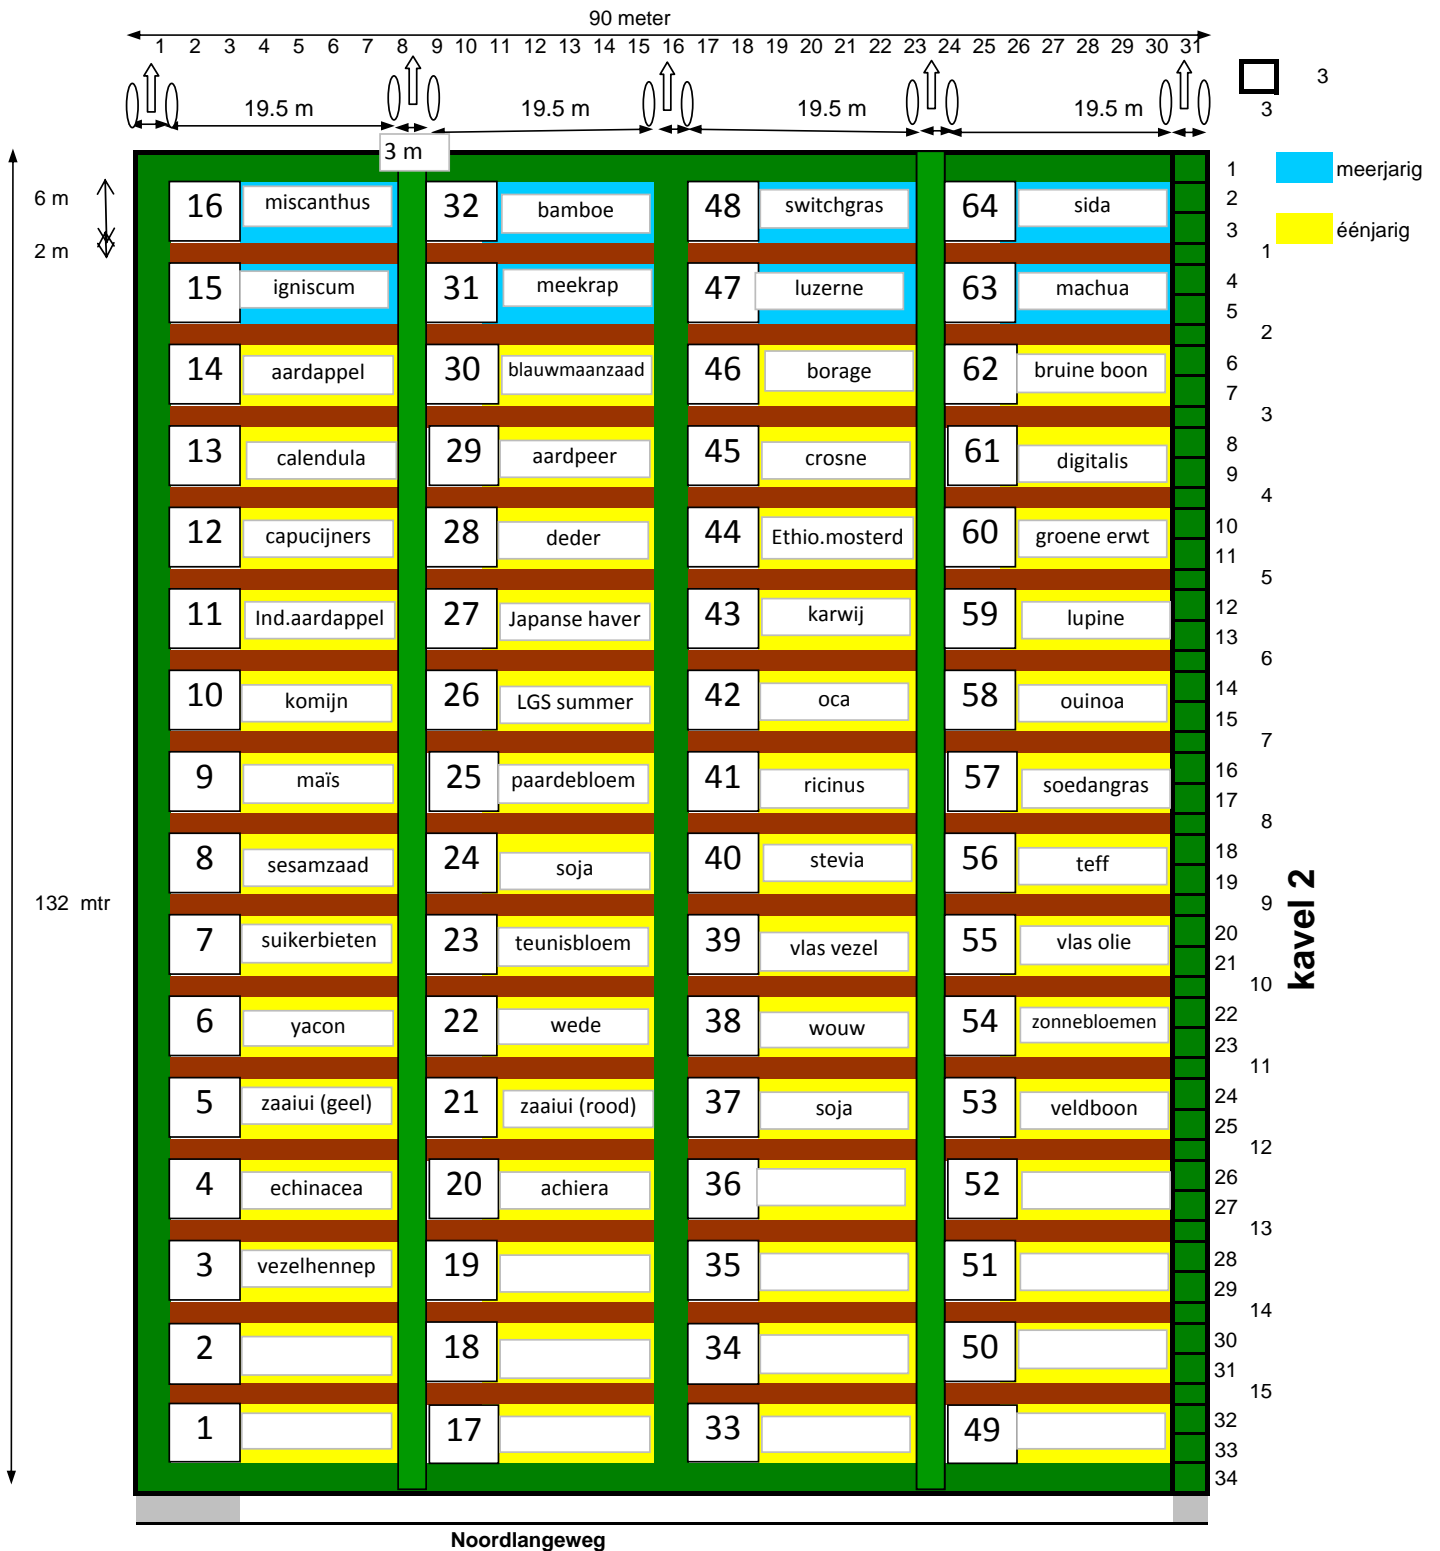 90 meter
1 2 3 4 5 6 7 8 9 10 11 12 13 14 15 16 17 18 19 20 21 22 23 24 25 26 27 28 29 30 31
3
3
19.5 m 19.5 m 19.5 m 19.5 m
3 m
1
meerjarig
6 m
16 miscanthus 32 bamboe 48 switchgras 64 sida
2
3
éénjarig
2 m
1
15 igniscum 31 meekrap 47 luzerne 63 machua
4
5
2
14 aardappel 30 blauwmaanzaad 46 borage 62 bruine boon
6
7
3
13 calendula 29 aardpeer 45 crosne 61 digitalis
8
9
4
12 capucijners 28 deder 44 Ethio.mosterd 60 groene erwt
10
11
5
11 Ind.aardappel 27 Japanse haver 43 karwij 59 lupine
12
13
6
10 komijn 26 LGS summer 42 oca 58 ouinoa
14
15
7
9 maïs 25 paardebloem 41 ricinus 57 soedangras
16
17
8
8 sesamzaad 24 soja 40 stevia 56 teff
18
19
9
132 mtr
kavel 2
7 suikerbieten 23 teunisbloem 39 vlas vezel 55 vlas olie
20
21
10
6 yacon 22 wede 38 wouw 54 zonnebloemen
22
23
11
5 zaaiui (geel) 21 zaaiui (rood) 37 soja 53 veldboon
24
25
12
4 echinacea 20 achiera 36 52
26
27
13
3 vezelhennep 19 35 51
28
29
14
2 18 34 50
30
31
15
1 17 33 49
32
33
34
Noordlangeweg